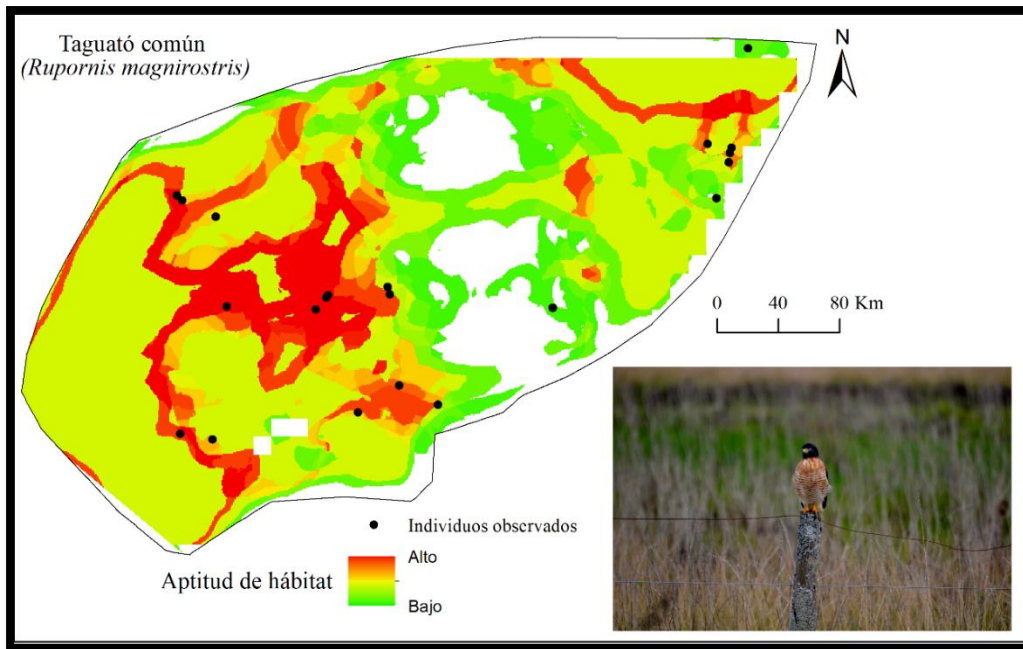 Taguató común
(Rupornis magnirostris)
N
0 40 80 Km
Individuos observados
Aptitud de hábitat
Alto
Bajo